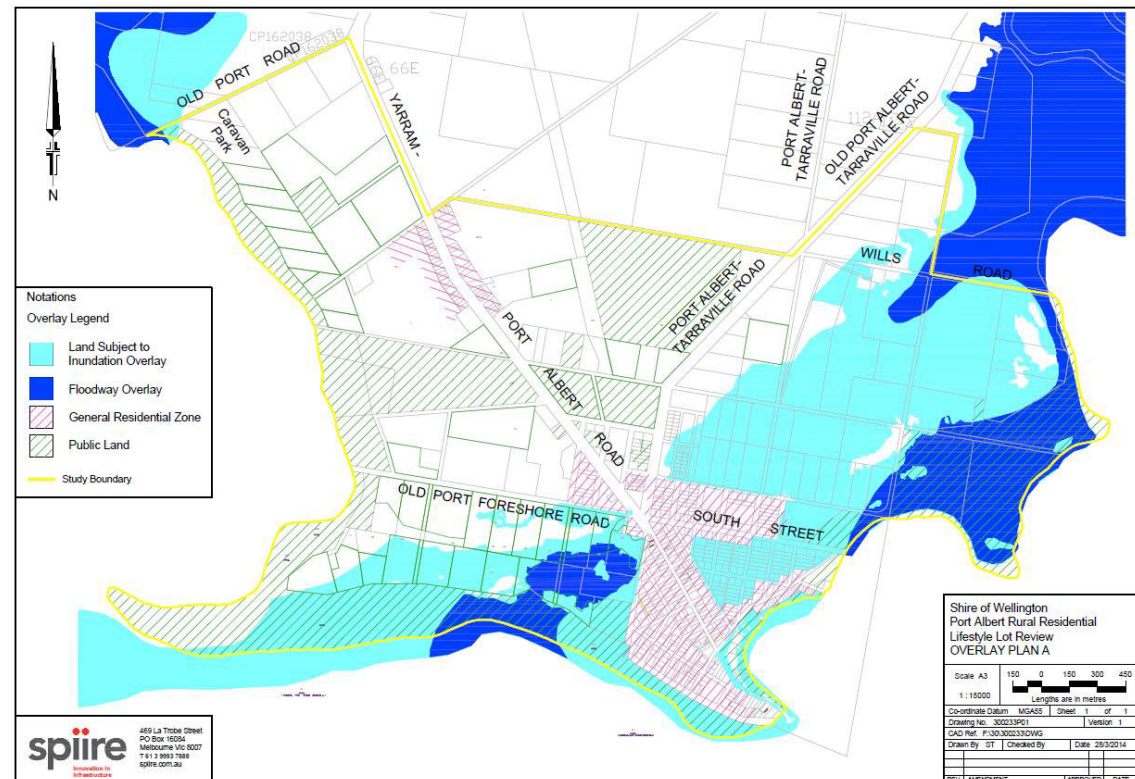 CP162038
CP162038
66E
66E
OLD PORT ROAD
Caravan
Park
YARRAM -
PORT ALBERT-
TARRAVILLE ROAD
OLD PORT ALBERT-
TARRAVILLE ROAD
N
WILLS
ROAD
PORT ALBERT-
TARRAVILLE ROAD
PORT
ALBERT
ROAD
OLD PORT FORESHORE ROAD
SOUTH STREET
Notations
Overlay Legend
Land Subject to
Inundation Overlay
Floodway Overlay
General Residential Zone
Public Land
Study Boundary
Shire of Wellington
Port Albert Rural Residential
Lifestyle Lot Review
OVERLAY PLAN A
Scale A3
150 0 150 300 450
1 : 15000
Lengths are in metres
Co-ordinate Datum MGA55 Sheet 1 of 1
Drawing No. 300233P01 Version 1
CAD Ref. F:\30\300233\DWG
Drawn By ST Checked By Date 28/3/2014
REV AMENDMENT APPROVED DATE
spiire
Innovation in
Infrastructure
469 La Trobe Street
PO Box 16084
Melbourne Vic 8007
T 61 3 9993 7888
spiire.com.au